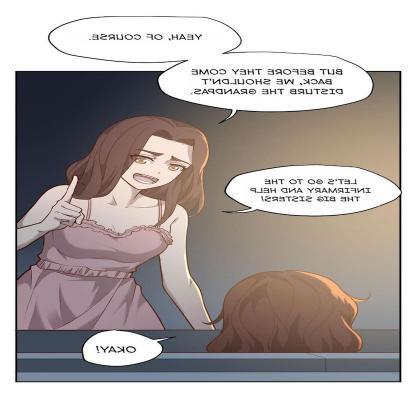 YEAH, OF COURSE.
BUT BEFORE THEY COME
BACK, WE SHOULDN'T
DISTURB THE GRANDPAS.
LET'S GO TO THE
INFIRMARY AND HELP
THE BIG SISTERS!
OKAY!